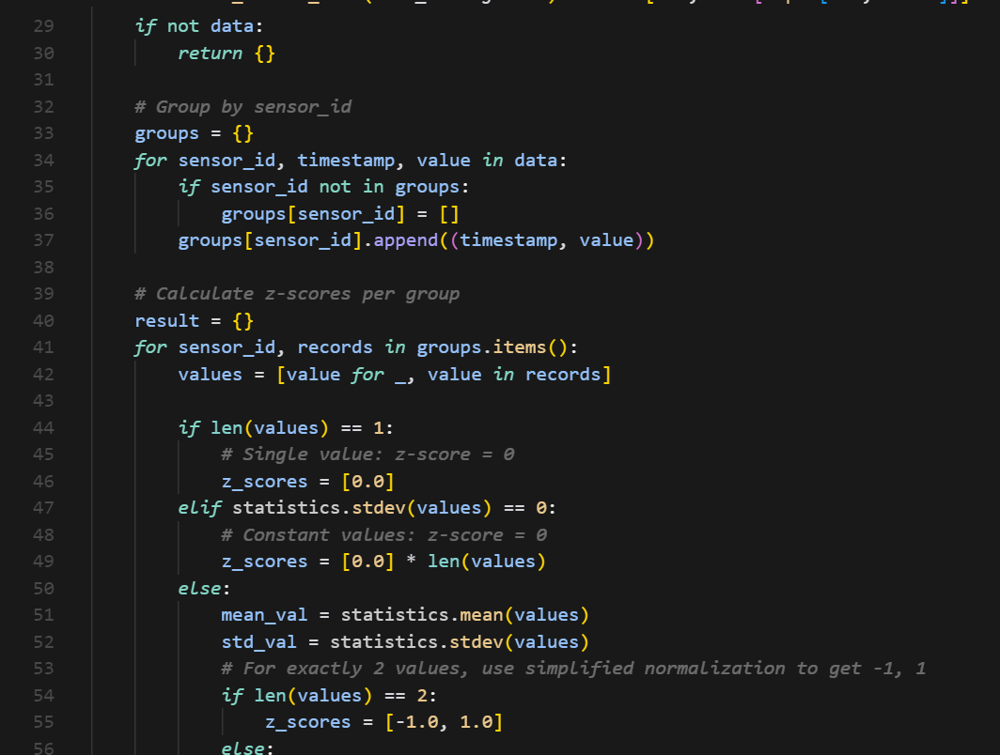 29 if not data:
30 return {}
31
32 # Group by sensor_id
33 groups = {}
34 for sensor_id, timestamp, value in data:
35 if sensor_id not in groups:
36 groups[sensor_id] = []
37 groups[sensor_id].append((timestamp, value))
38
39 # Calculate z-scores per group
40 result = {}
41 for sensor_id, records in groups.items():
42 values = [value for _, value in records]
43
44 if len(values) == 1:
45 # Single value: z-score = 0
46 z_scores = [0.0]
47 elif statistics.stdev(values) == 0:
48 # Constant values: z-score = 0
49 z_scores = [0.0] * len(values)
50 else:
51 mean_val = statistics.mean(values)
52 std_val = statistics.stdev(values)
53 # For exactly 2 values, use simplified normalization to get -1, 1
54 if len(values) == 2:
55 z_scores = [-1.0, 1.0]
56 else: